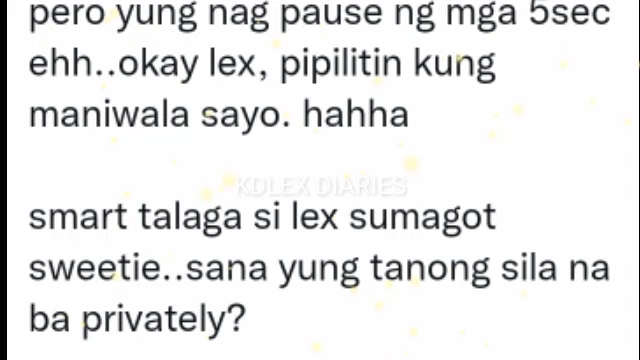 pero yung nag pause ng mga 5sec
ehh..okay lex, pipilitin kung
maniwala sayo. hahha
KDLEX DIARIES
smart talaga si lex sumagot
sweetie..sana yung tanong sila na
ba privately?